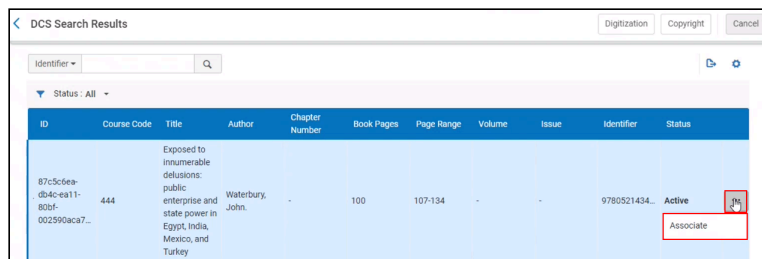 DCS Search Results
Digitization Copyright Cancel
Identifier
Status : All
ID Course Code Title Author Chapter Number Book Pages Page Range Volume Issue Identifier Status
87c5c6ea-
db4c-ea11-
80bf-
002590aca7...
444
Exposed to
innumerable
delusions:
public
enterprise and
state power in
Egypt, India,
Mexico, and
Turkey
Waterbury,
John.
-
100
107-134
-
-
9780521434...
Active
Associate